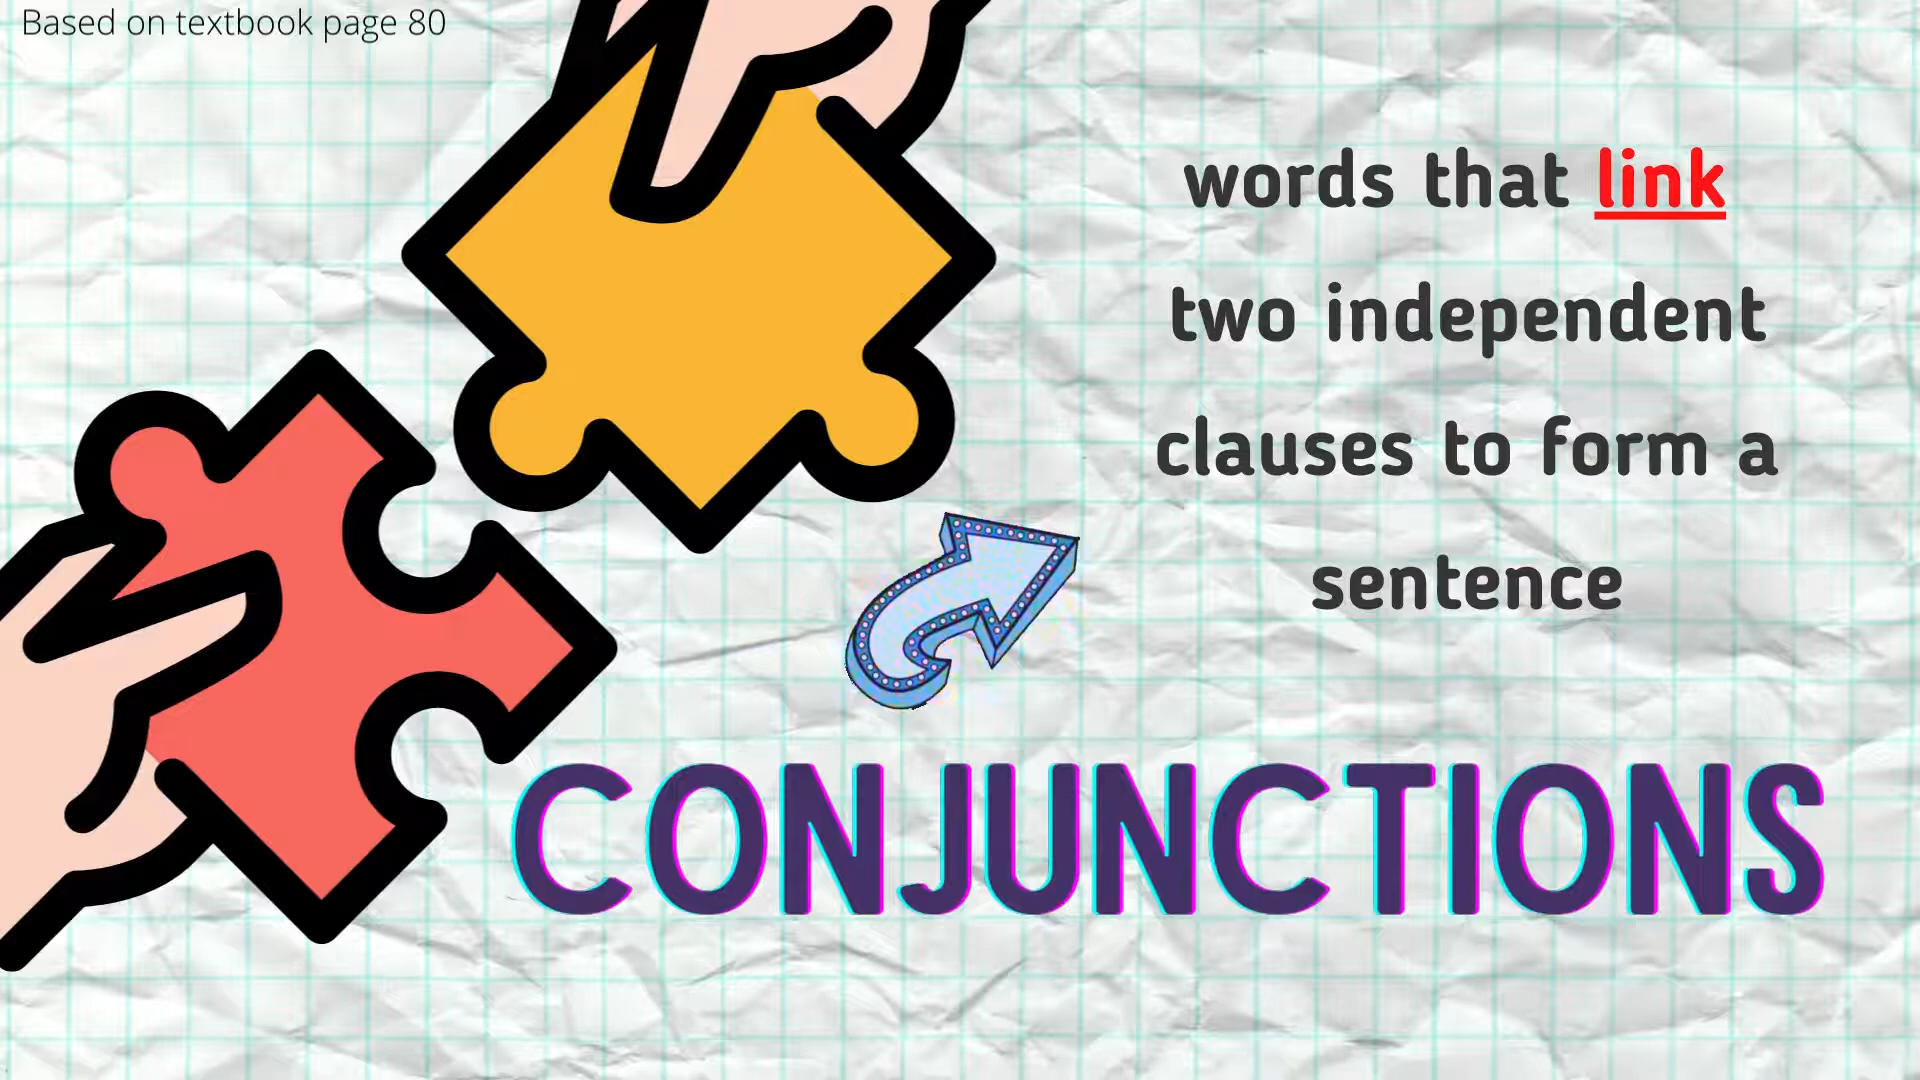 Based on textbook page 80
words that link
two independent
clauses to form a
sentence
CONJUNCTIONS